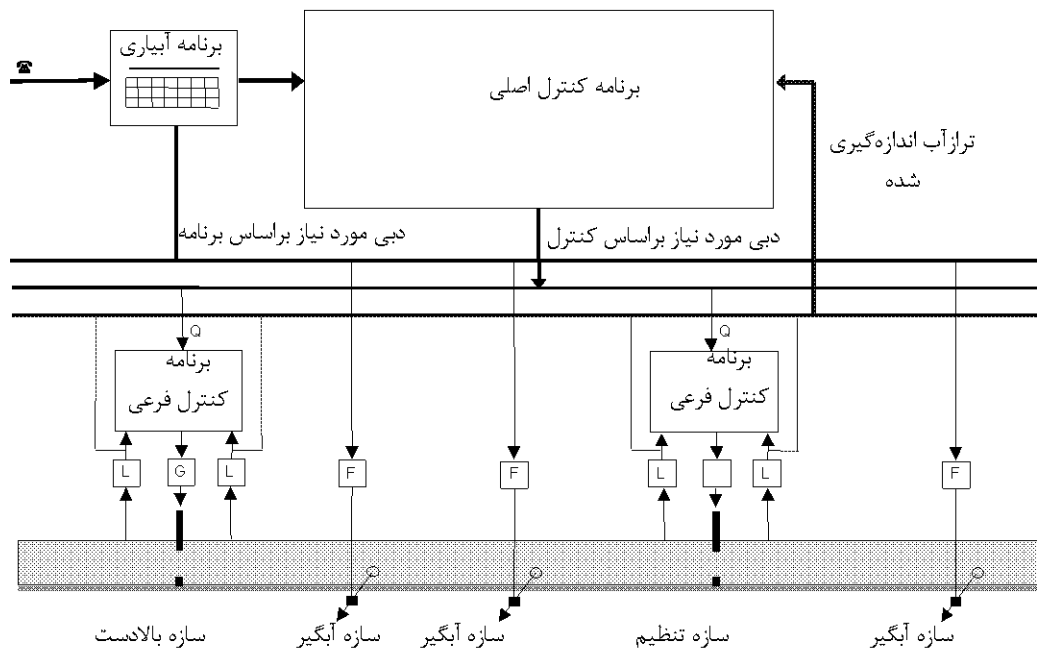 برنامه آبیاری
برنامه کنترل اصلی
ترازآب اندازه‌گیری
شده
دبی مورد نیاز براساس برنامه
دبی مورد نیاز براساس کنترل
Q
Q
برنامه
کنترل فرعی
برنامه
کنترل فرعی
L
G
L
F
F
L
L
F
سازه بالادست
سازه آبگیر
سازه آبگیر
سازه تنظیم
سازه آبگیر